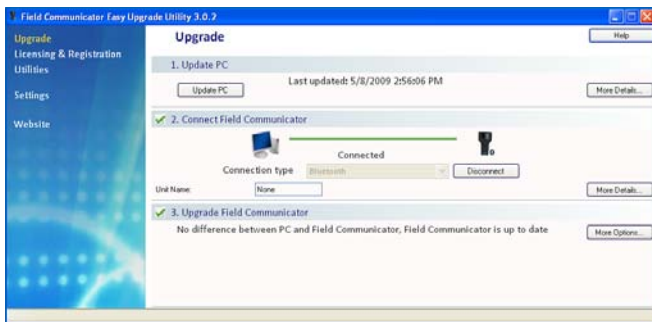 Field Communicator Easy Upgrade Utility 3.0.2
Upgrade
Licensing & Registration
Utilities
Settings
Website
Upgrade
Help
1. Update PC
Update PC
Last updated: 5/8/2009 2:56:06 PM
More Details...
2. Connect Field Communicator
Connected
Connection type
Bluetooth
Disconnect
Unit Name:
None
More Details...
3. Upgrade Field Communicator
No difference between PC and Field Communicator, Field Communicator is up to date
More Options...